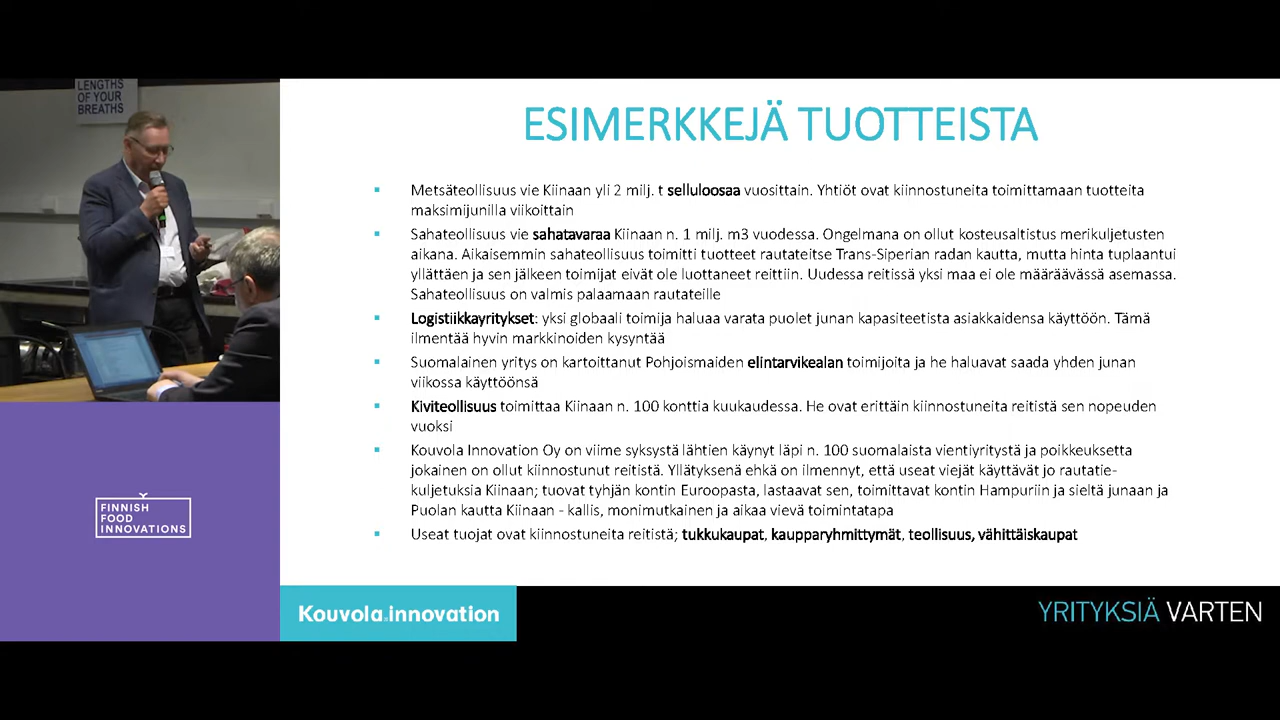 LENGTHS
OF YOUR
BREATHS
ESIMERKKEJÄ TUOTTEISTA
Metsäteollisuus vie Kiinaan yli 2 milj. t selluloosaa vuosittain. Yhtiöt ovat kiinnostuneita toimittamaan tuotteita
maksimijunilla viikoittain
Sahateollisuus vie sahatavaraa Kiinaan n. 1 milj. m3 vuodessa. Ongelmana on ollut kosteusaltistus merikuljetusten
aikana. Aikaisemmin sahateollisuus toimitti tuotteet rautateitse Trans-Siperian radan kautta, mutta hinta tuplaantui
yllättäen ja sen jälkeen toimijat eivät ole luottaneet reittiin. Uudessa reitissä yksi maa ei ole määräävässä asemassa.
Sahateollisuus on valmis palaamaan rautateille
Logistiikkayritykset: yksi globaali toimija haluaa varata puolet junan kapasiteetista asiakkaidensa käyttöön. Tämä
ilmentää hyvin markkinoiden kysyntää
Suomalainen yritys on kartoittanut Pohjoismaiden elintarvikealan toimijoita ja he haluavat saada yhden junan
viikossa käyttöönsä
Kiviteollisuus toimittaa Kiinaan n. 100 konttia kuukaudessa. He ovat erittäin kiinnostuneita reitistä sen nopeuden
vuoksi
Kouvola Innovation Oy on viime syksystä lähtien käynyt läpi n. 100 suomalaista vientiyritystä ja poikkeuksetta
jokainen on ollut kiinnostunut reitistä. Yllätyksenä ehkä on ilmennyt, että useat viejät käyttävät jo rautatie-
kuljetuksia Kiinaan; tuovat tyhjän kontin Euroopasta, lastaavat sen, toimittavat kontin Hampuriin ja sieltä junaan ja
Puolan kautta Kiinaan - kallis, monimutkainen ja aikaa vievä toimintatapa
Useat tuojat ovat kiinnostuneita reitistä; tukkukaupat, kaupparyhmittymät, teollisuus, vähittäiskaupat
FINNISH
FOOD
INNOVATIONS
Kouvola innovation
YRITYKSIÄ VARTEN